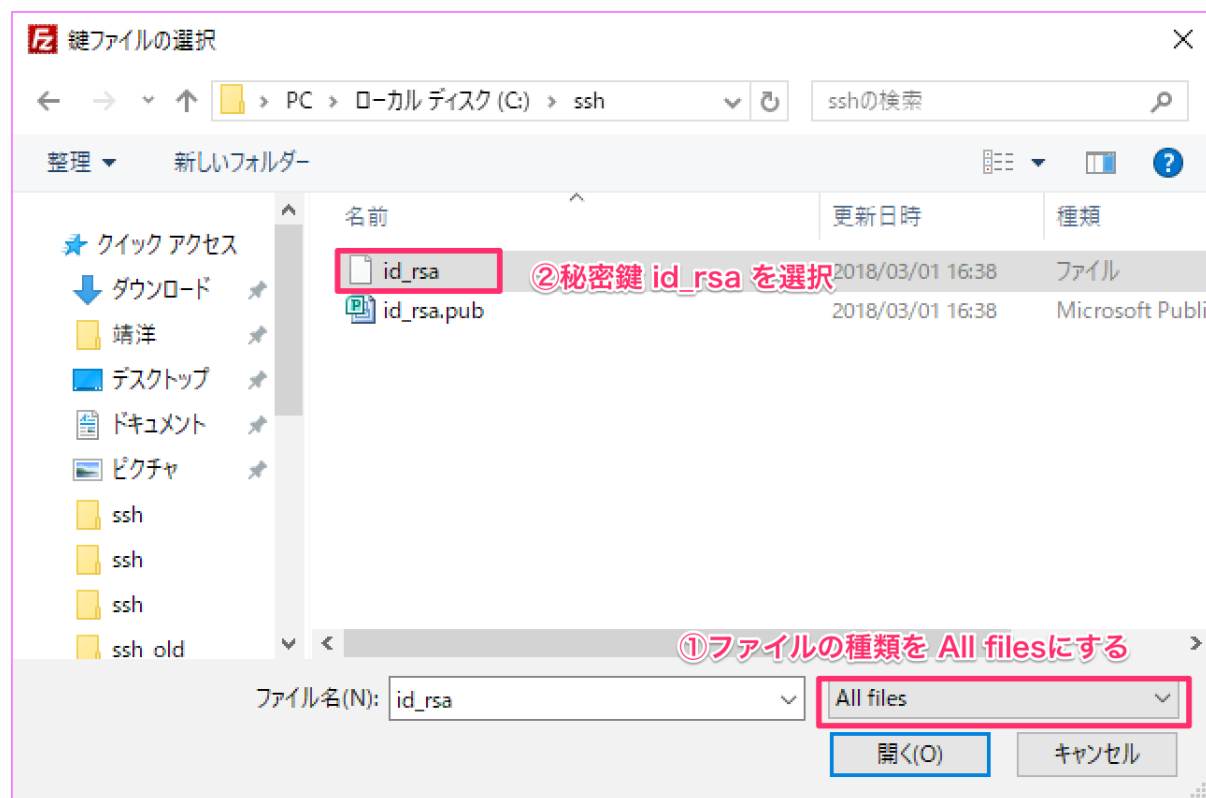 鍵ファイルの選択
PC › ローカル ディスク (C:) › ssh
sshの検索
整理 新しいフォルダー
名前 更新日時 種類
クイック アクセス
ダウンロード
靖洋
デスクトップ
ドキュメント
ピクチャ
ssh
ssh
ssh
ssh old
id_rsa 2018/03/01 16:38 ファイル
②秘密鍵 id_rsa を選択
id_rsa.pub 2018/03/01 16:38 Microsoft Publi
①ファイルの種類を All filesにする
ファイル名(N): id_rsa All files
開く(O) キャンセル